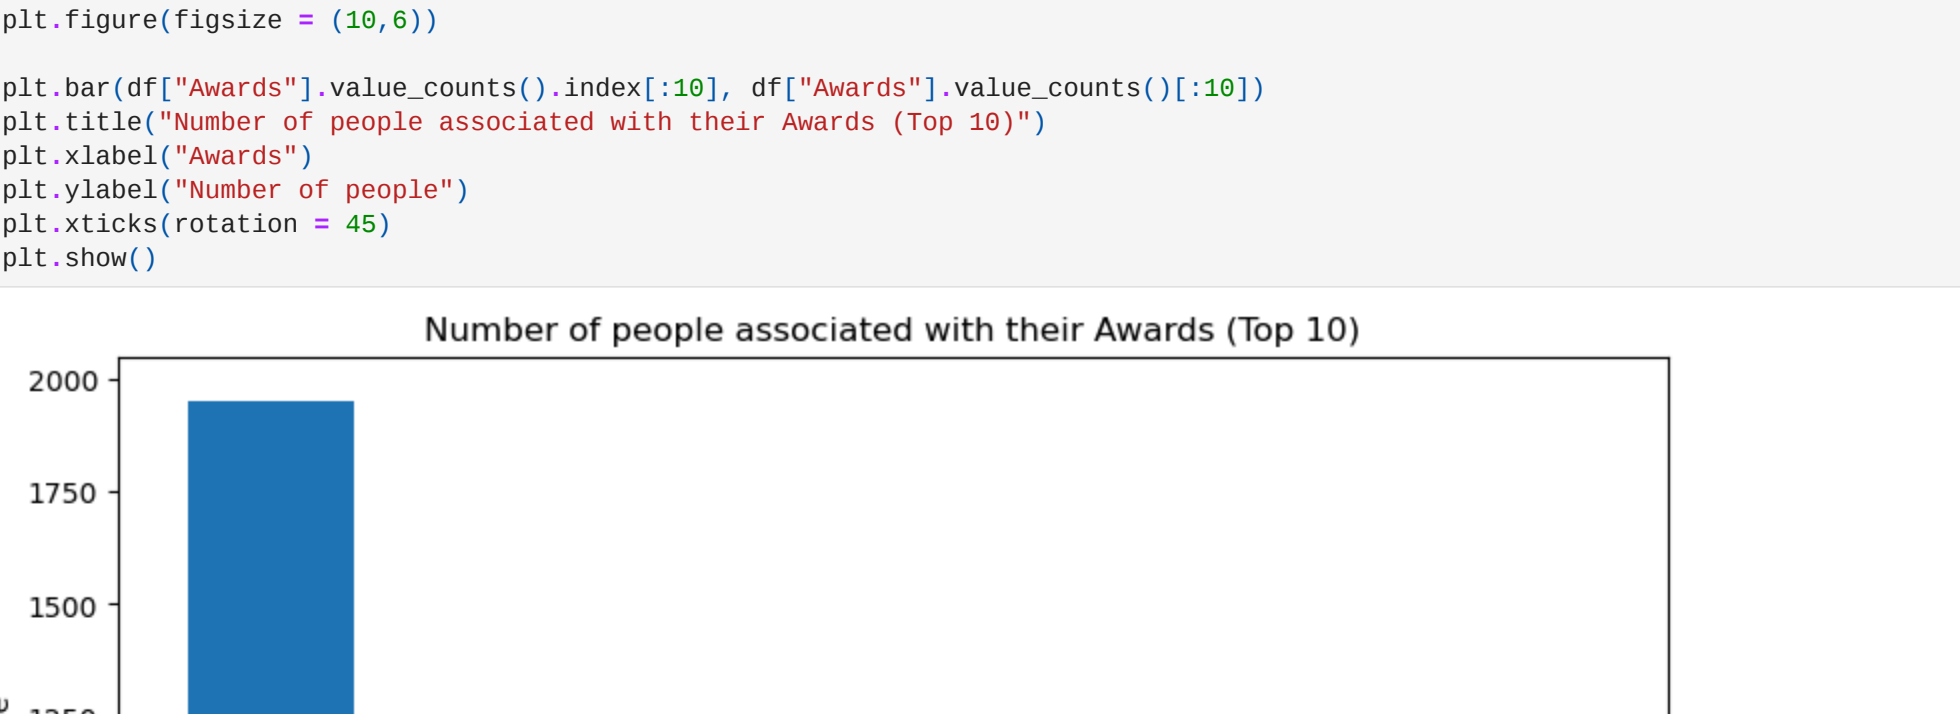 plt.figure(figsize = (10,6))
plt.bar(df["Awards"].value_counts().index[:10], df["Awards"].value_counts()[:10])
plt.title("Number of people associated with their Awards (Top 10)")
plt.xlabel("Awards")
plt.ylabel("Number of people")
plt.xticks(rotation = 45)
plt.show()
Number of people associated with their Awards (Top 10)
2000
1750
1500